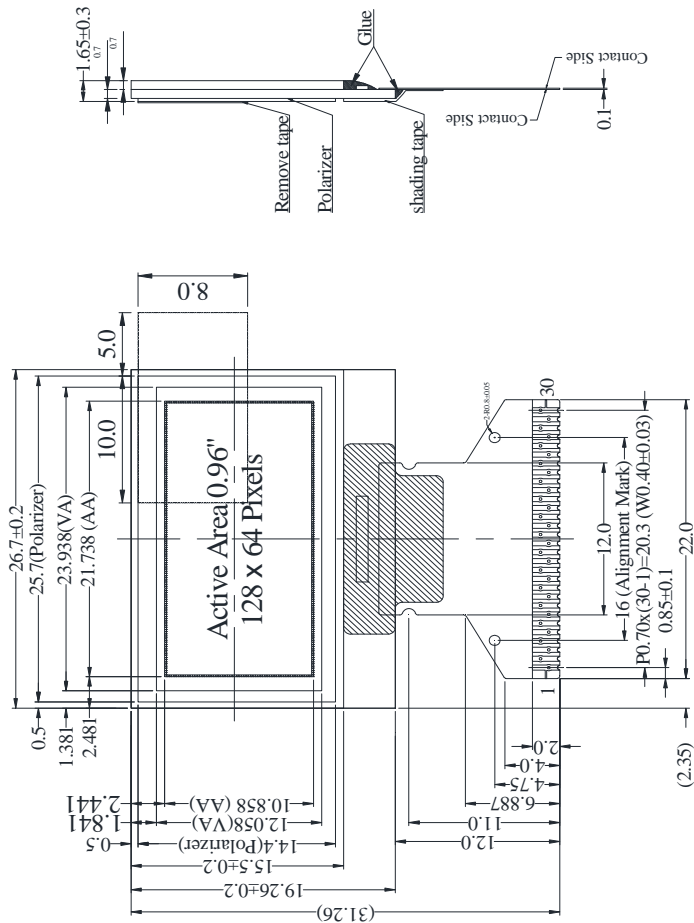 1.65±0.3
0.7
0.7
Glue
Contact Side
Contact Side
0.1
Remove tape
Polarizer
shading tape
8.0
5.0
10.0
26.7±0.2
25.7(Polarizer)
23.938(VA)
21.738 (AA)
0.5
1.381
2.481
Active Area 0.96"
128 x 64 Pixels
2-R0.8±0.05
1
30
12.0
16 (Alignment Mark)
P0.70x(30-1)=20.3 (W0.40±0.03)
0.85±0.1
22.0
(2.35)
2.441
1.841
0.5
10.858 (AA)
12.058(VA)
14.4(Polarizer)
15.5±0.2
19.26±0.2
(31.26)
2.0
4.0
4.75
6.887
11.0
12.0